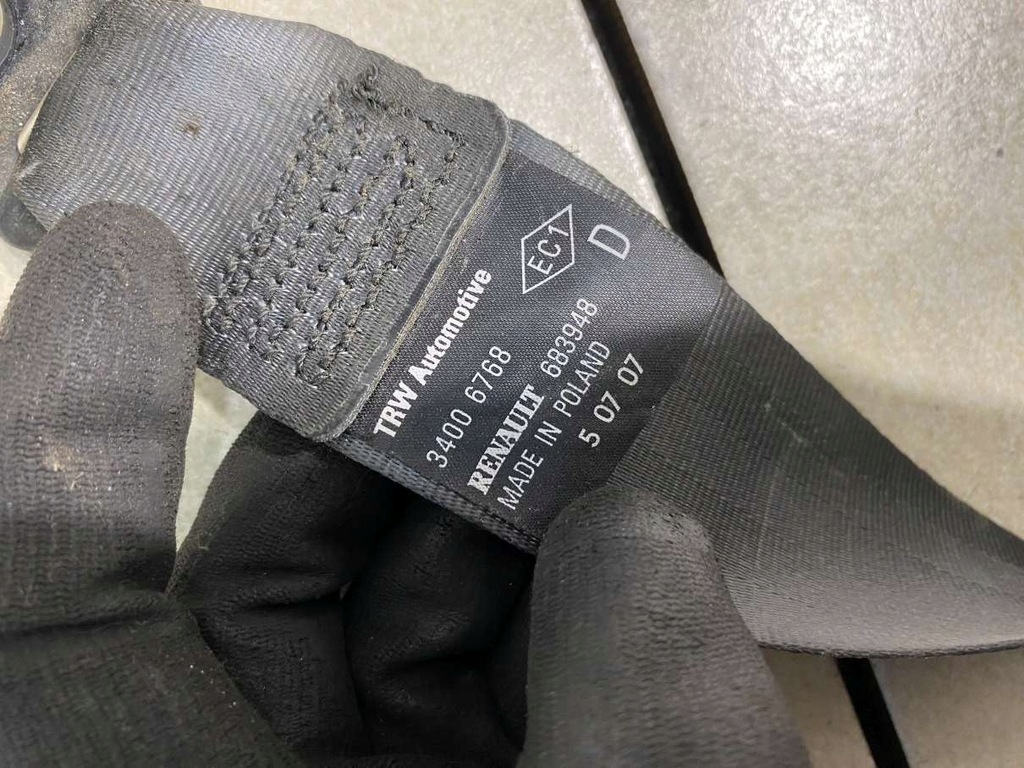 TRW Automotive
EC1
D
3400 6768
RENAULT 683948
MADE IN POLAND
5 07 07